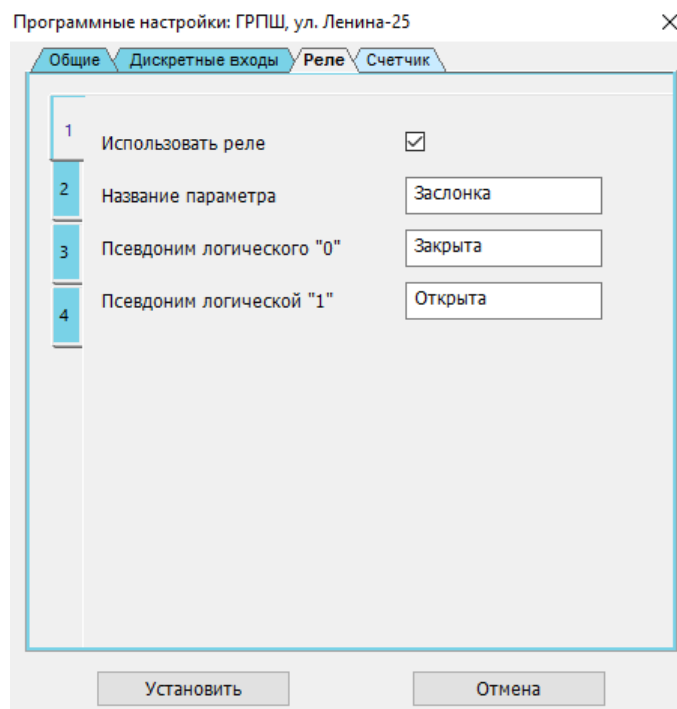 Программные настройки: ГРПШ, ул. Ленина-25
Общие Дискретные входы Реле Счетчик
1
Использовать реле
2
Название параметра Заслонка
3
Псевдоним логического "0" Закрыта
4
Псевдоним логической "1" Открыта
Установить Отмена